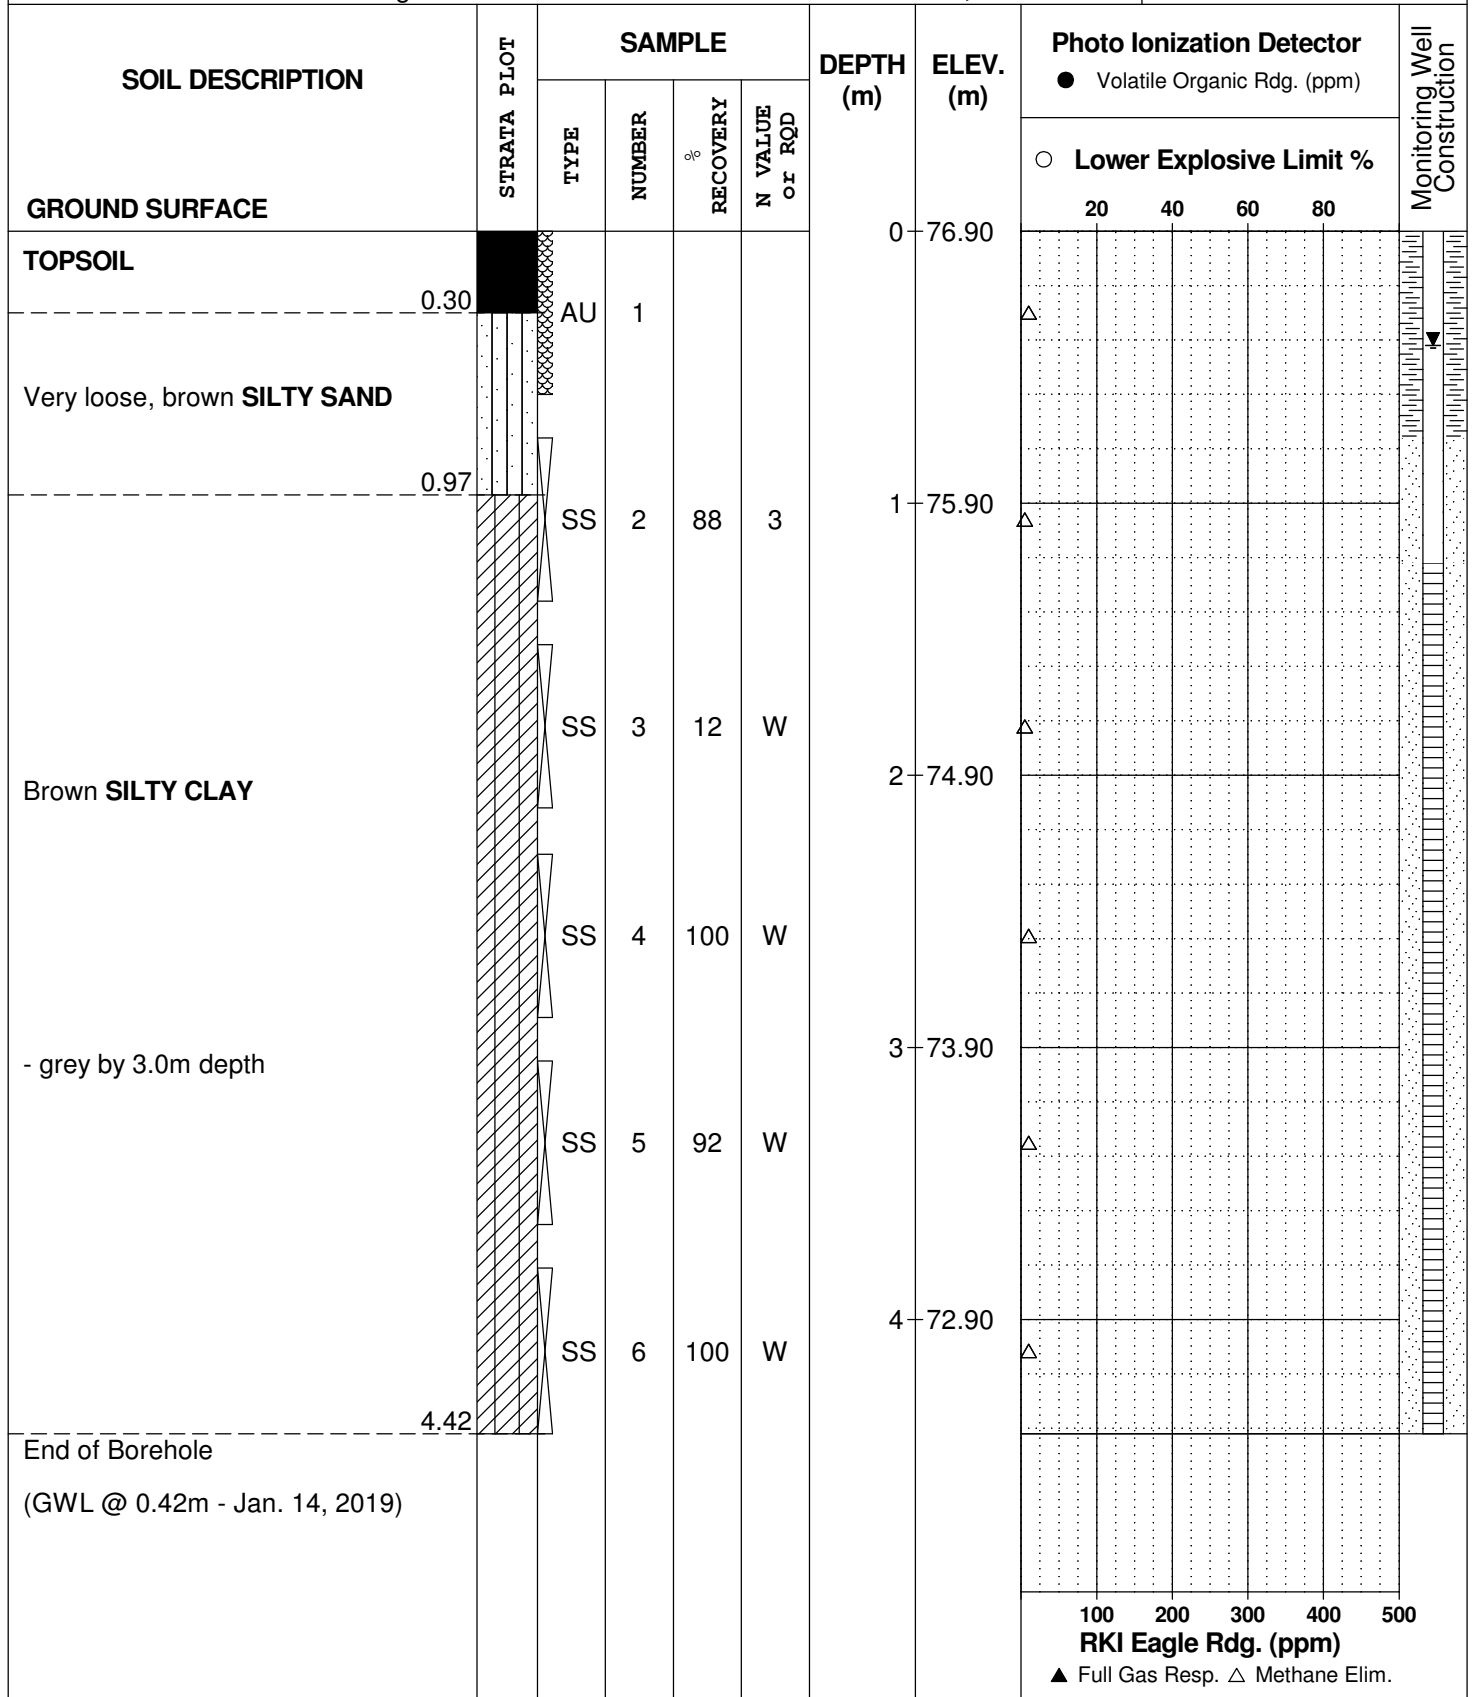 SOIL DESCRIPTION
GROUND SURFACE
STRATA PLOT
SAMPLE
TYPE
NUMBER
%
RECOVERY
N VALUE
or RQD
DEPTH
(m)
ELEV.
(m)
Photo Ionization Detector
● Volatile Organic Rdg. (ppm)
○ Lower Explosive Limit %
20 40 60 80
Monitoring Well
Construction
0 76.90
TOPSOIL
0.30
AU 1
Very loose, brown SILTY SAND
0.97
1 75.90
SS 2 88 3
SS 3 12 W
2 74.90
Brown SILTY CLAY
SS 4 100 W
3 73.90
- grey by 3.0m depth
SS 5 92 W
4 72.90
SS 6 100 W
4.42
End of Borehole
(GWL @ 0.42m - Jan. 14, 2019)
100 200 300 400 500
RKI Eagle Rdg. (ppm)
▲ Full Gas Resp. △ Methane Elim.